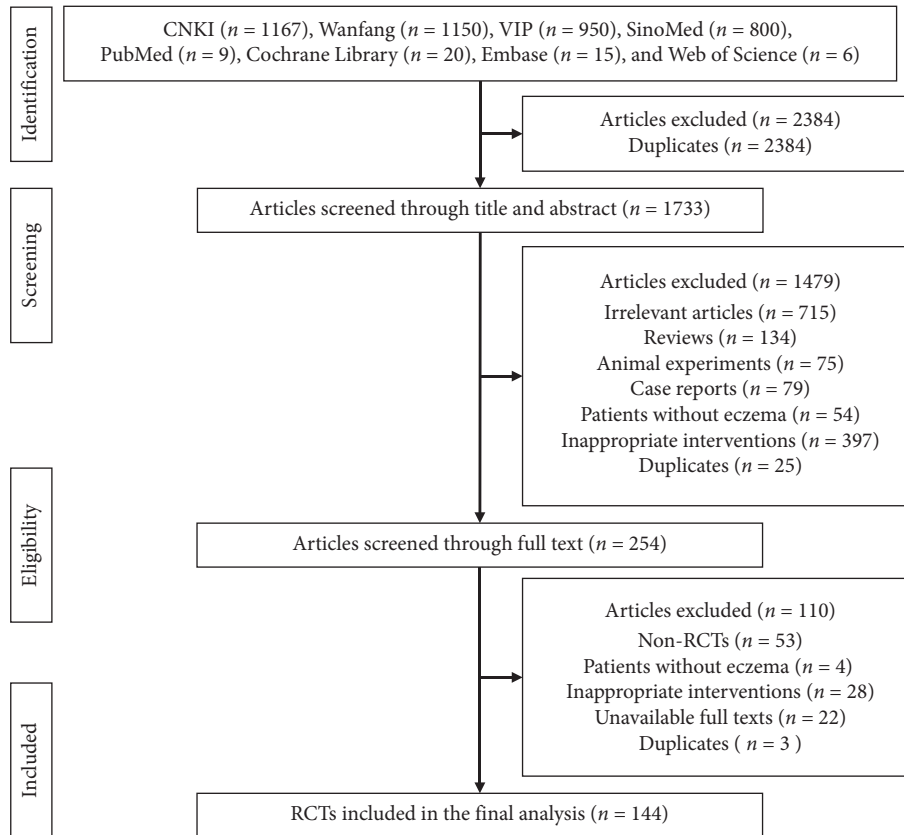 Identification
CNKI (n = 1167), Wanfang (n = 1150), VIP (n = 950), SinoMed (n = 800),
PubMed (n = 9), Cochrane Library (n = 20), Embase (n = 15), and Web of Science (n = 6)
Articles excluded (n = 2384)
Duplicates (n = 2384)
Screening
Articles screened through title and abstract (n = 1733)
Articles excluded (n = 1479)
Irrelevant articles (n = 715)
Reviews (n = 134)
Animal experiments (n = 75)
Case reports (n = 79)
Patients without eczema (n = 54)
Inappropriate interventions (n = 397)
Duplicates (n = 25)
Eligibility
Articles screened through full text (n = 254)
Articles excluded (n = 110)
Non-RCTs (n = 53)
Patients without eczema (n = 4)
Inappropriate interventions (n = 28)
Unavailable full texts (n = 22)
Duplicates ( n = 3 )
Included
RCTs included in the final analysis (n = 144)